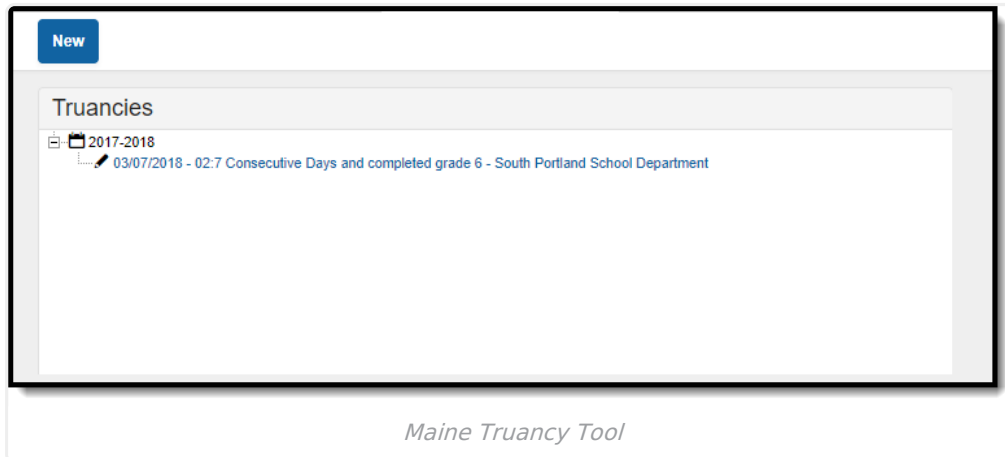 New
Truancies
2017-2018
03/07/2018 - 02:7 Consecutive Days and completed grade 6 - South Portland School Department
Maine Truancy Tool